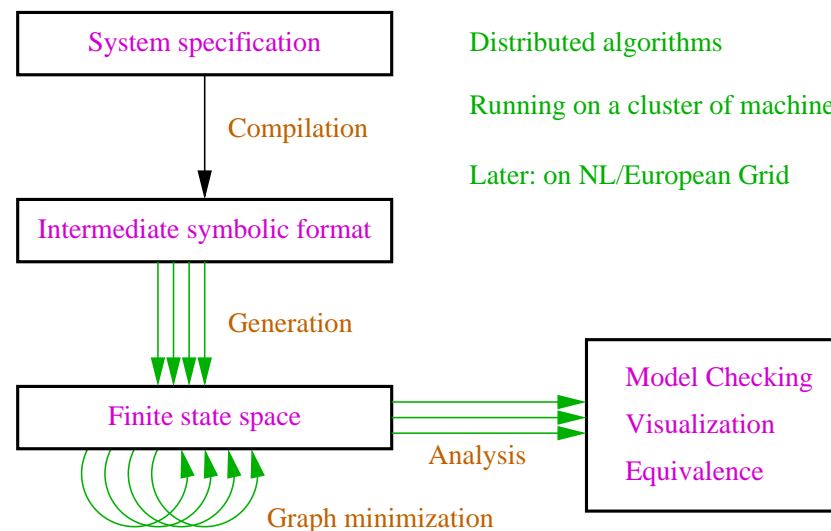 System specification
Distributed algorithms
Running on a cluster of machine
Compilation
Later: on NL/European Grid
Intermediate symbolic format
Generation
Finite state space
Model Checking
Visualization
Equivalence
Analysis
Graph minimization